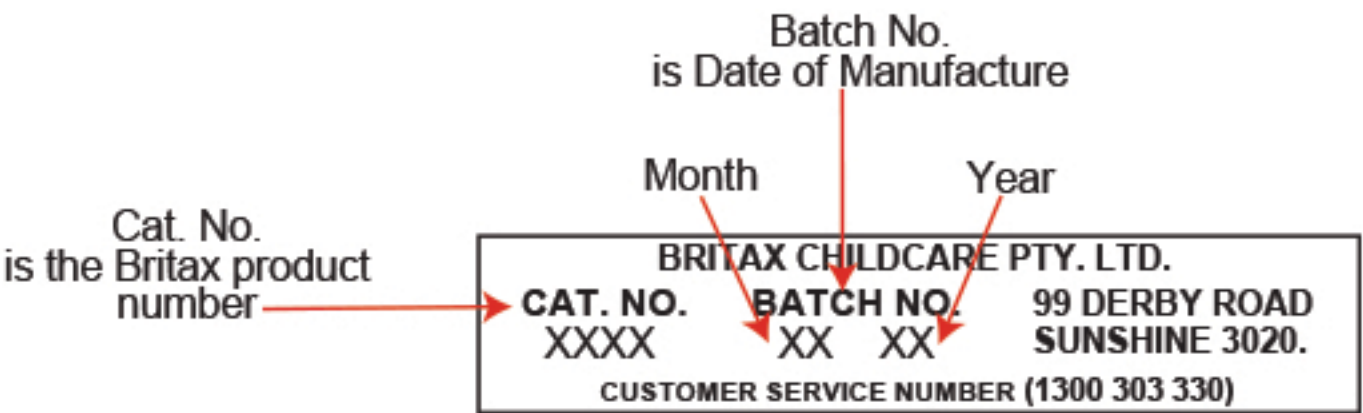 Batch No.
is Date of Manufacture
Month
Year
Cat. No.
is the Britax product
number
BRITAX CHILDCARE PTY. LTD.
CAT. NO.
BATCH NO.
99 DERBY ROAD
XXXX
XX XX
SUNSHINE 3020.
CUSTOMER SERVICE NUMBER (1300 303 330)